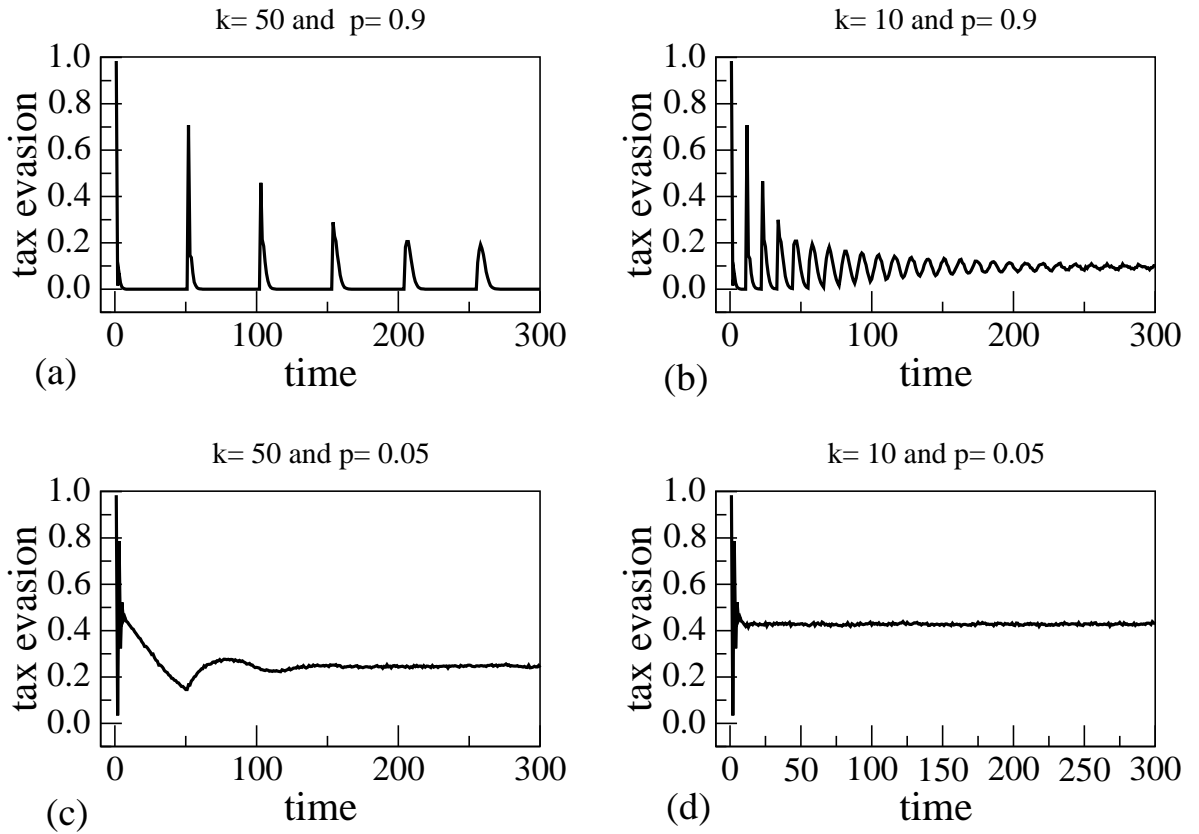 k= 50 and p= 0.9
1.0
0.8
0.6
0.4
0.2
0.0
tax evasion
0 100 200 300
time
(a)
k= 10 and p= 0.9
1.0
0.8
0.6
0.4
0.2
0.0
tax evasion
0 100 200 300
time
(b)
k= 50 and p= 0.05
1.0
0.8
0.6
0.4
0.2
0.0
tax evasion
0 100 200 300
time
(c)
k= 10 and p= 0.05
1.0
0.8
0.6
0.4
0.2
0.0
tax evasion
0 50 100 150 200 250 300
time
(d)